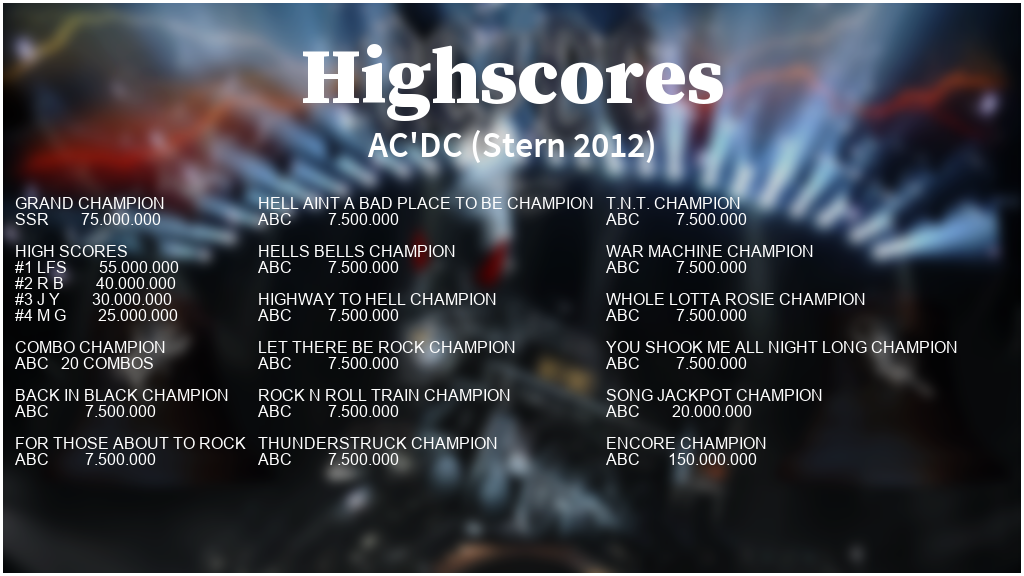 Highscores
AC'DC (Stern 2012)
GRAND CHAMPION
SSR 75.000.000
HIGH SCORES
#1 LFS 55.000.000
#2 R B 40.000.000
#3 J Y 30.000.000
#4 M G 25.000.000
COMBO CHAMPION
ABC 20 COMBOS
BACK IN BLACK CHAMPION
ABC 7.500.000
FOR THOSE ABOUT TO ROCK
ABC 7.500.000
HELL AINT A BAD PLACE TO BE CHAMPION
ABC 7.500.000
HELLS BELLS CHAMPION
ABC 7.500.000
HIGHWAY TO HELL CHAMPION
ABC 7.500.000
LET THERE BE ROCK CHAMPION
ABC 7.500.000
ROCK N ROLL TRAIN CHAMPION
ABC 7.500.000
THUNDERSTRUCK CHAMPION
ABC 7.500.000
T.N.T. CHAMPION
ABC 7.500.000
WAR MACHINE CHAMPION
ABC 7.500.000
WHOLE LOTTA ROSIE CHAMPION
ABC 7.500.000
YOU SHOOK ME ALL NIGHT LONG CHAMPION
ABC 7.500.000
SONG JACKPOT CHAMPION
ABC 20.000.000
ENCORE CHAMPION
ABC 150.000.000